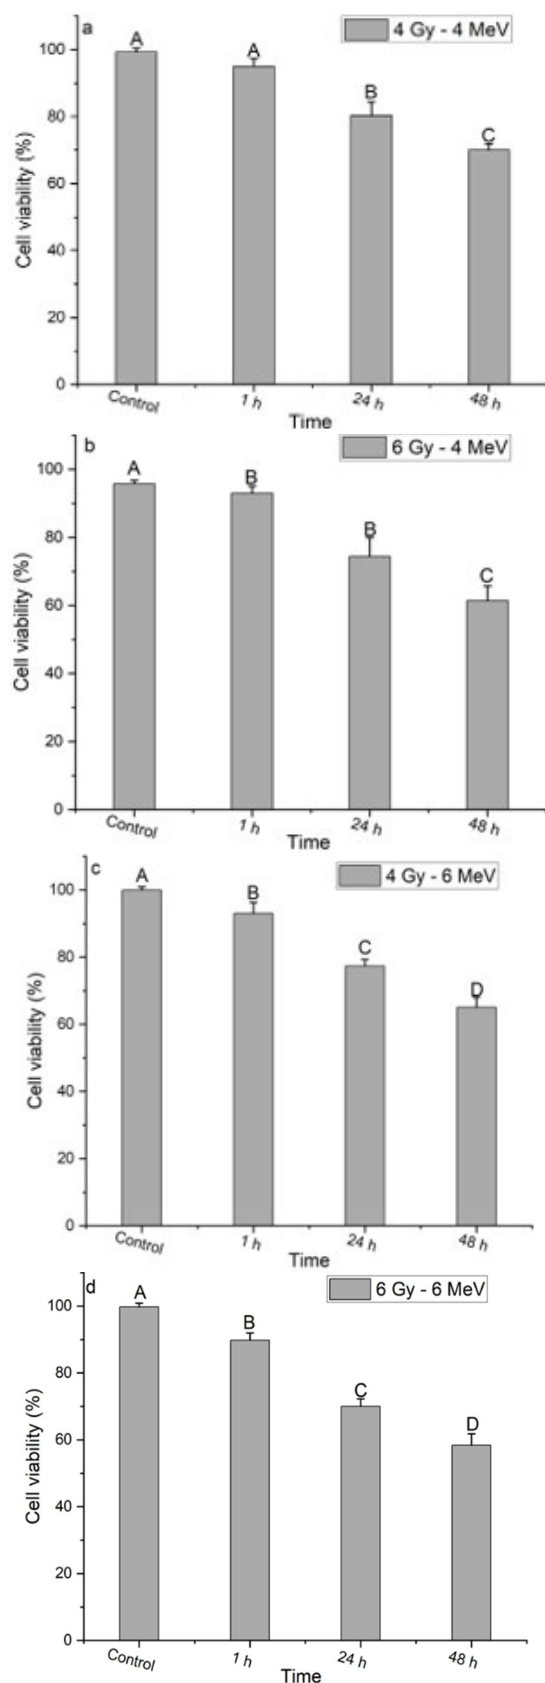 a
4 Gy - 4 MeV
A
A
B
C
100
80
60
40
20
0
Cell viability (%)
Control
1 h
24 h
48 h
Time
b
6 Gy - 4 MeV
A
B
B
C
100
80
60
40
20
0
Cell viability (%)
Control
1 h
24 h
48 h
Time
c
4 Gy - 6 MeV
A
B
C
D
100
80
60
40
20
0
Cell viability (%)
Control
1 h
24 h
48 h
Time
d
6 Gy - 6 MeV
A
B
C
D
100
80
60
40
20
0
Cell viability (%)
Control
1 h
24 h
48 h
Time